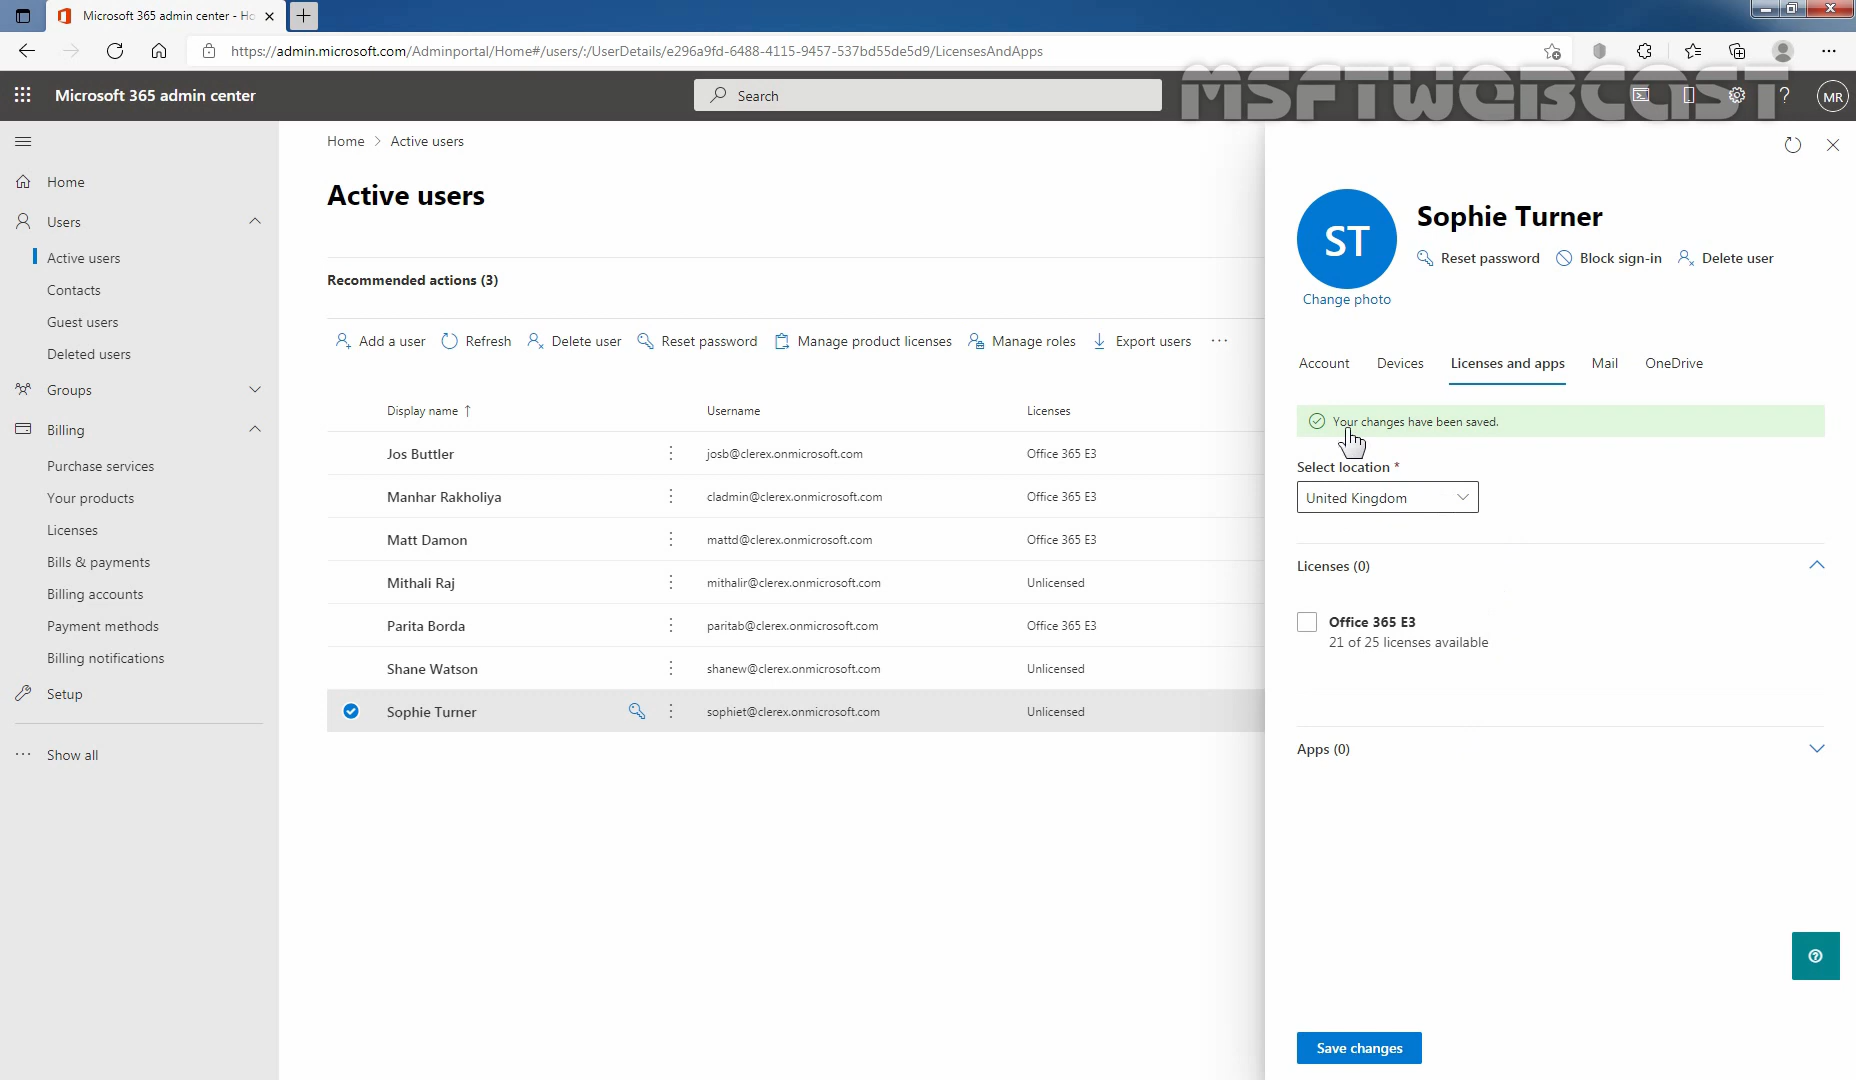 Microsoft 365 admin center - Ho
https://admin.microsoft.com/Adminportal/Home#/users/:/UserDetails/e296a9fd-6488-4115-9457-537bd55de5d9/LicensesAndApps
Microsoft 365 admin center
Search
MSFTWEBCAST
MR
Home
Users
Active users
Contacts
Guest users
Deleted users
Groups
Billing
Purchase services
Your products
Licenses
Bills & payments
Billing accounts
Payment methods
Billing notifications
Setup
Show all
Home > Active users
Active users
Recommended actions (3)
Add a user Refresh Delete user Reset password Manage product licenses Manage roles Export users
Display name ↑ Username Licenses
Jos Buttler josb@clerex.onmicrosoft.com Office 365 E3
Manhar Rakholiya cladmin@clerex.onmicrosoft.com Office 365 E3
Matt Damon mattd@clerex.onmicrosoft.com Office 365 E3
Mithali Raj mithalir@clerex.onmicrosoft.com Unlicensed
Parita Borda paritab@clerex.onmicrosoft.com Office 365 E3
Shane Watson shanew@clerex.onmicrosoft.com Unlicensed
Sophie Turner sophiet@clerex.onmicrosoft.com Unlicensed
ST
Change photo
Sophie Turner
Reset password Block sign-in Delete user
Account Devices Licenses and apps Mail OneDrive
Your changes have been saved.
Select location *
United Kingdom
Licenses (0)
Office 365 E3
21 of 25 licenses available
Apps (0)
Save changes